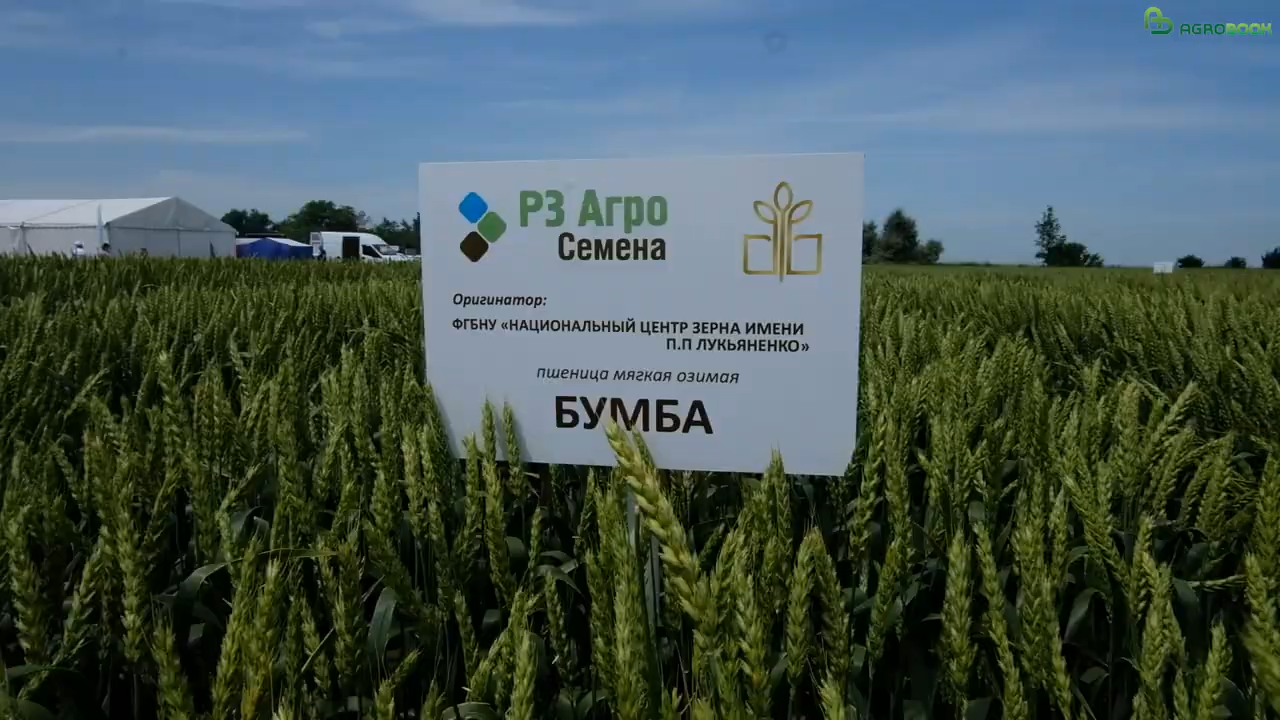 AGROBOOK
РЗ Агро
Семена
Оригинатор:
ФГБНУ «НАЦИОНАЛЬНЫЙ ЦЕНТР ЗЕРНА ИМЕНИ
П.П ЛУКЬЯНЕНКО»
пшеница мягкая озимая
БУМБА